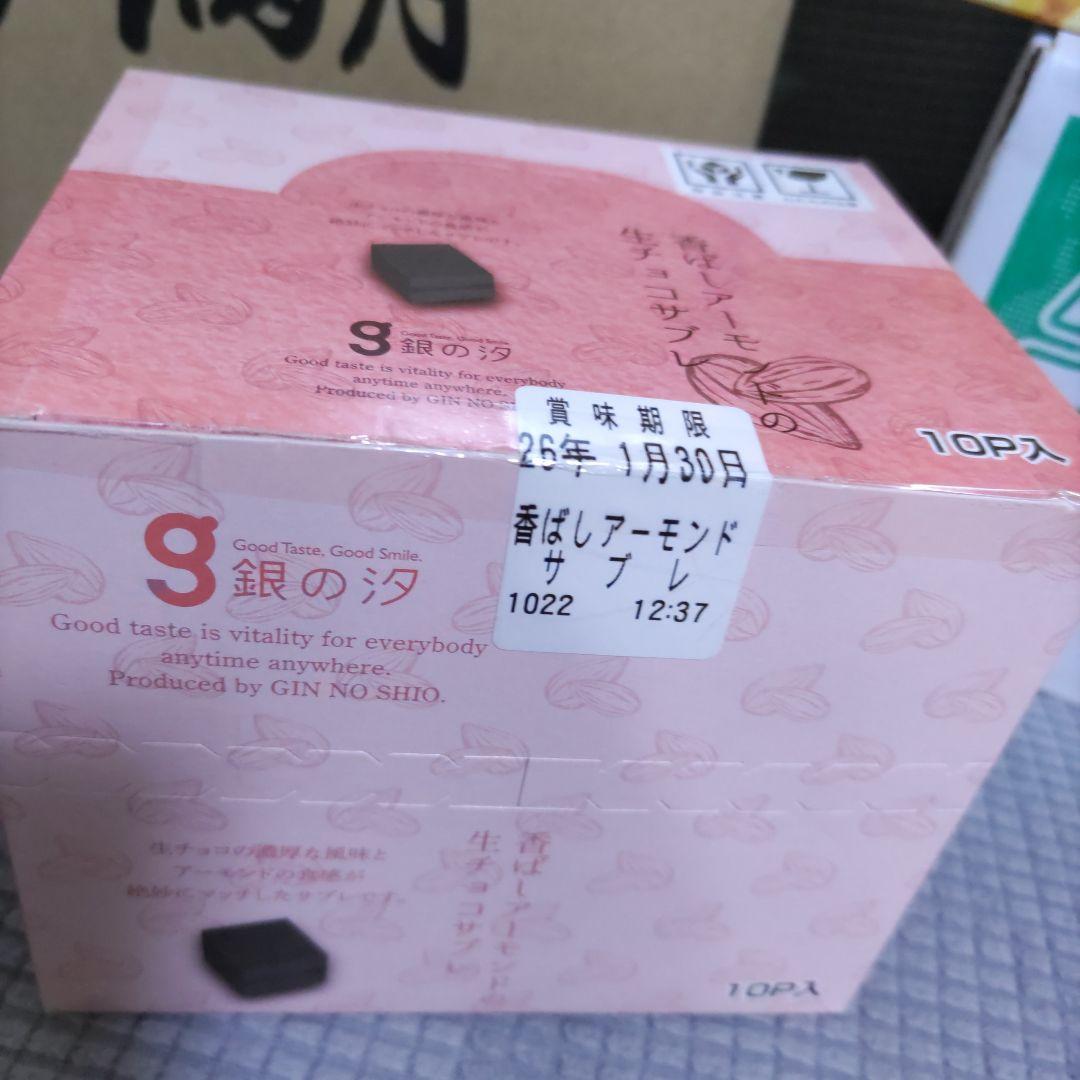 満月
香ばしアーモンドの
生チョコサブレ
銀の汐
Good taste is vitality for everybody
anytime anywhere.
Produced by GIN NO
10P入
賞味期限
26年 1月30日
香ばしアーモンド
サブレ
1022 12:37
g
Good Taste, Good Smile.
銀の汐
Good taste is vitality for everybody
anytime anywhere.
Produced by GIN NO SHIO.
生チョコの濃厚な風味と
アーモンドの食感が
絶妙にマッチしたサブレです。
香ばしアーモンドの
生チョコサブレ
10P入